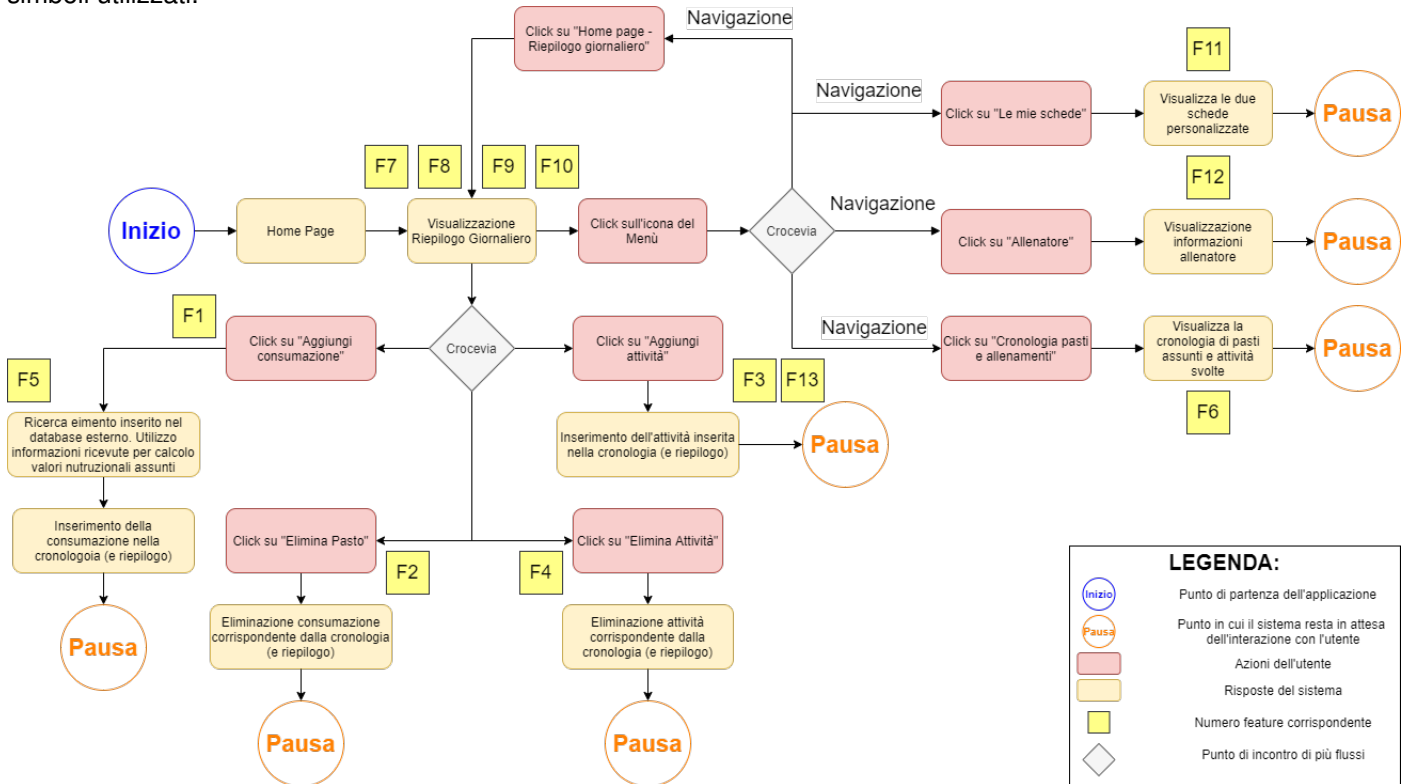 simboli utilizzati.
Click su "Home page -
Riepilogo giornaliero"
Navigazione
F11
Navigazione
Click su "Le mie schede"
Visualizza le due
schede
personalizzate
Pausa
F7
F8
F9
F10
F12
Inizio
Home Page
Visualizzazione
Riepilogo Giornaliero
Click sull'icona del
Menù
Crocevia
Navigazione
Click su "Allenatore"
Visualizzazione
informazioni
allenatore
Pausa
F1
Click su "Aggiungi
consumazione"
Crocevia
Click su "Aggiungi
attività"
Navigazione
Click su "Cronologia pasti
e allenamenti"
Visualizza la
cronologia di pasti
assunti e attività
svolte
Pausa
F5
F3
F13
F6
Ricerca eimento inserito nel
database esterno. Utilizzo
informazioni ricevute per calcolo
valori nutruzionali assunti
Inserimento dell'attività inserita
nella cronologia (e riepilogo)
Pausa
Inserimento della
consumazione nella
cronologoia (e riepilogo)
Click su "Elimina Pasto"
F2
F4
Click su "Elimina Attività"
Pausa
Eliminazione consumazione
corrispondente dalla cronologia
(e riepilogo)
Eliminazione attività
corrispondente dalla
cronologia (e riepilogo)
Pausa
Pausa
LEGENDA:
Inizio
Punto di partenza dell'applicazione
Pausa
Punto in cui il sistema resta in attesa
dell'interazione con l'utente
Azioni dell'utente
Risposte del sistema
Numero feature corrispondente
Punto di incontro di più flussi